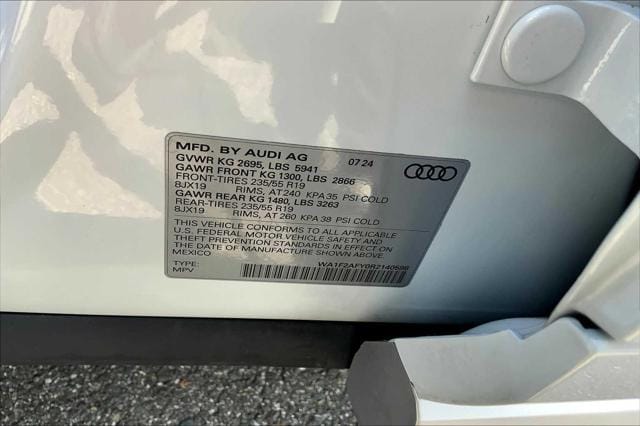 MFD. BY AUDI AG 07 24
GVWR KG 2695, LBS 5941
GAWR FRONT KG 1300, LBS 2866
FRONT-TIRES 235/55 R19
8JX19 RIMS, AT 240 KPA 35 PSI COLD
GAWR REAR KG 1480, LBS 3263
REAR-TIRES 235/55 R19
8JX19 RIMS, AT 260 KPA 38 PSI COLD
THIS VEHICLE CONFORMS TO ALL APPLICABLE
U.S. FEDERAL MOTOR VEHICLE SAFETY AND
THEFT PREVENTION STANDARDS IN EFFECT ON
THE DATE OF MANUFACTURE SHOWN ABOVE.
MEXICO
WA1F2AFY0R2140596
TYPE:
MPV